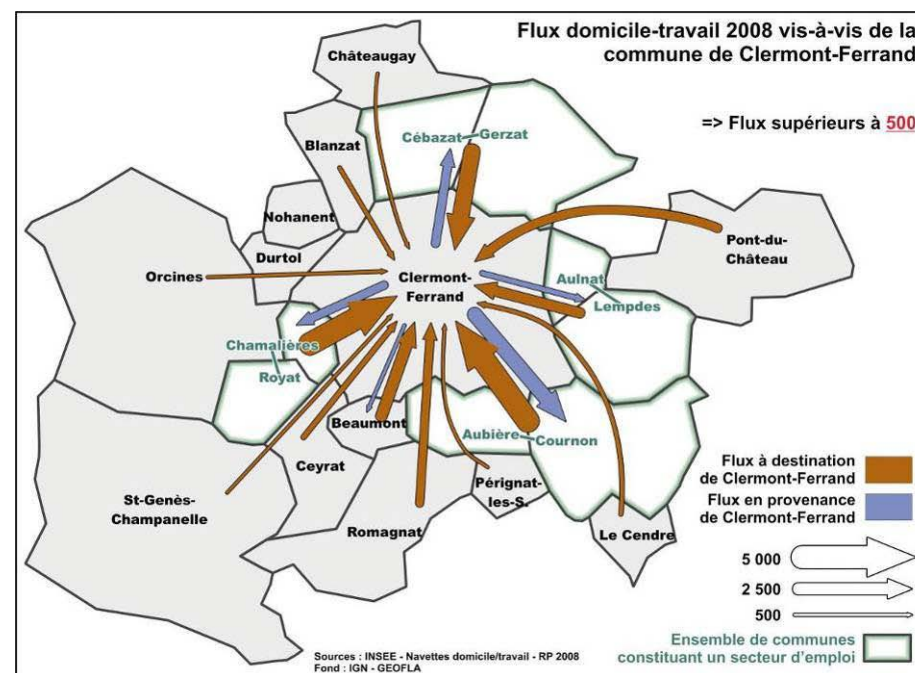 Flux domicile-travail 2008 vis-à-vis de la
commune de Clermont-Ferrand
=> Flux supérieurs à 500
Châteaugay
Cébazat
Gerzat
Blanzat
Nohanent
Durtol
Orcines
Pont-du-
Château
Clermont-
Ferrand
Aulnat
Lempdes
Chamalières
Royat
Beaumont
Aubière
Cournon
Ceyrat
St-Genès-
Champanelle
Romagnat
Pérignat-
les-S.
Le Cendre
Flux à destination
de Clermont-Ferrand
Flux en provenance
de Clermont-Ferrand
5 000
2 500
500
Ensemble de communes
constituant un secteur d'emploi
Sources : INSEE - Navettes domicile/travail - RP 2008
Fond : IGN - GEOFLA